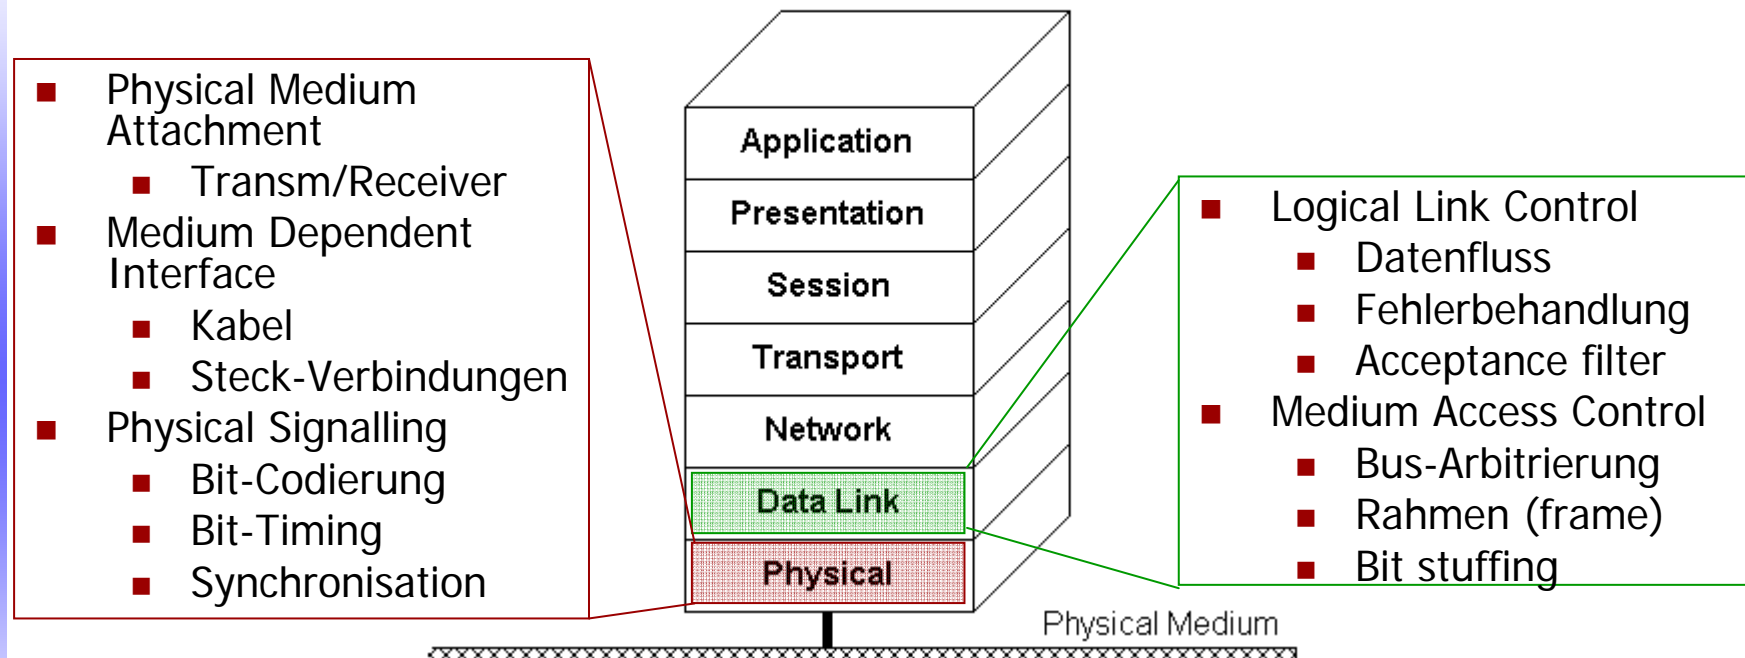 Physical Medium
Attachment
Transm/Receiver
Medium Dependent
Interface
Kabel
Steck-Verbindungen
Physical Signalling
Bit-Codierung
Bit-Timing
Synchronisation
Application
Presentation
Session
Transport
Network
Data Link
Physical
Physical Medium
Logical Link Control
Datenfluss
Fehlerbehandlung
Acceptance filter
Medium Access Control
Bus-Arbitrierung
Rahmen (frame)
Bit stuffing